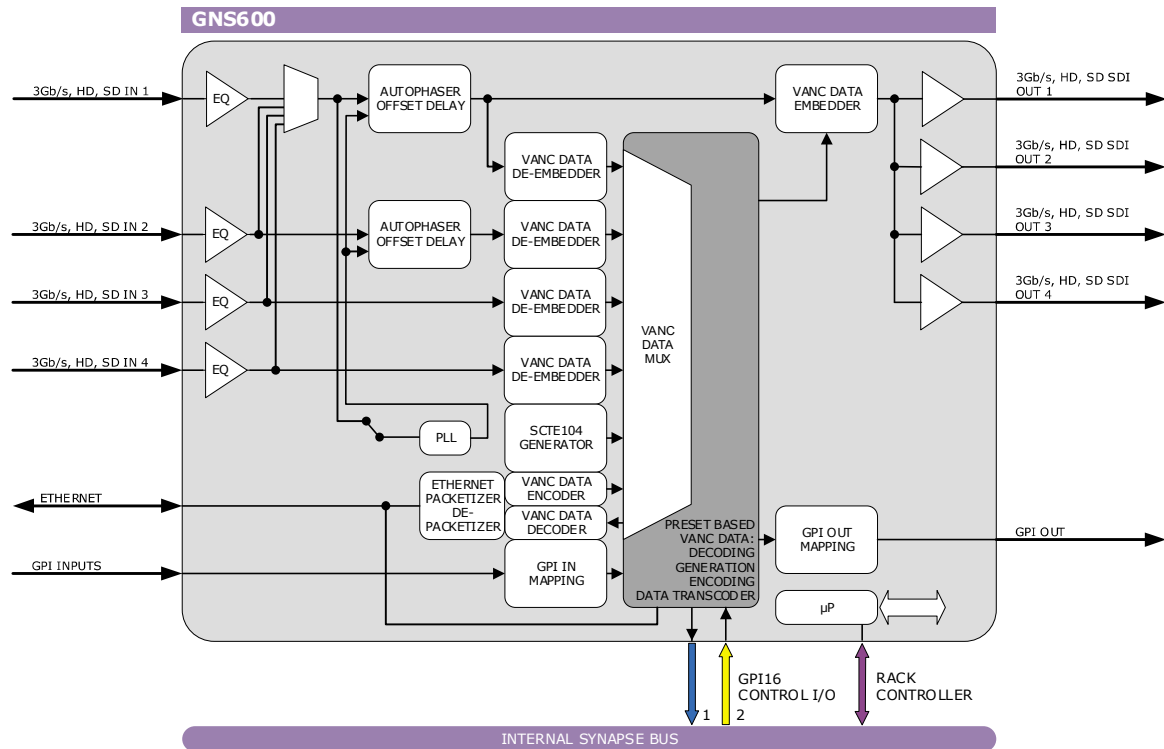 GNS600
3Gb/s, HD, SD IN 1
EQ
AUTOPHASER
OFFSET DELAY
VANC DATA
EMBEDDER
3Gb/s, HD, SD SDI
OUT 1
VANC DATA
DE-EMBEDDER
3Gb/s, HD, SD SDI
OUT 2
3Gb/s, HD, SD IN 2
EQ
AUTOPHASER
OFFSET DELAY
VANC DATA
DE-EMBEDDER
3Gb/s, HD, SD SDI
OUT 3
3Gb/s, HD, SD IN 3
EQ
VANC DATA
DE-EMBEDDER
3Gb/s, HD, SD SDI
OUT 4
VANC
DATA
MUX
3Gb/s, HD, SD IN 4
EQ
VANC DATA
DE-EMBEDDER
PLL
SCTE104
GENERATOR
ETHERNET
ETHERNET
PACKETIZER
DE-
PACKETIZER
VANC DATA
ENCODER
VANC DATA
DECODER
PRESET BASED
VANC DATA:
DECODING
GENERATION
ENCODING
DATA TRANSCODER
GPI OUT
MAPPING
GPI OUT
GPI INPUTS
GPI IN
MAPPING
µP
GPI16
CONTROL I/O
1
2
RACK
CONTROLLER
INTERNAL SYNAPSE BUS